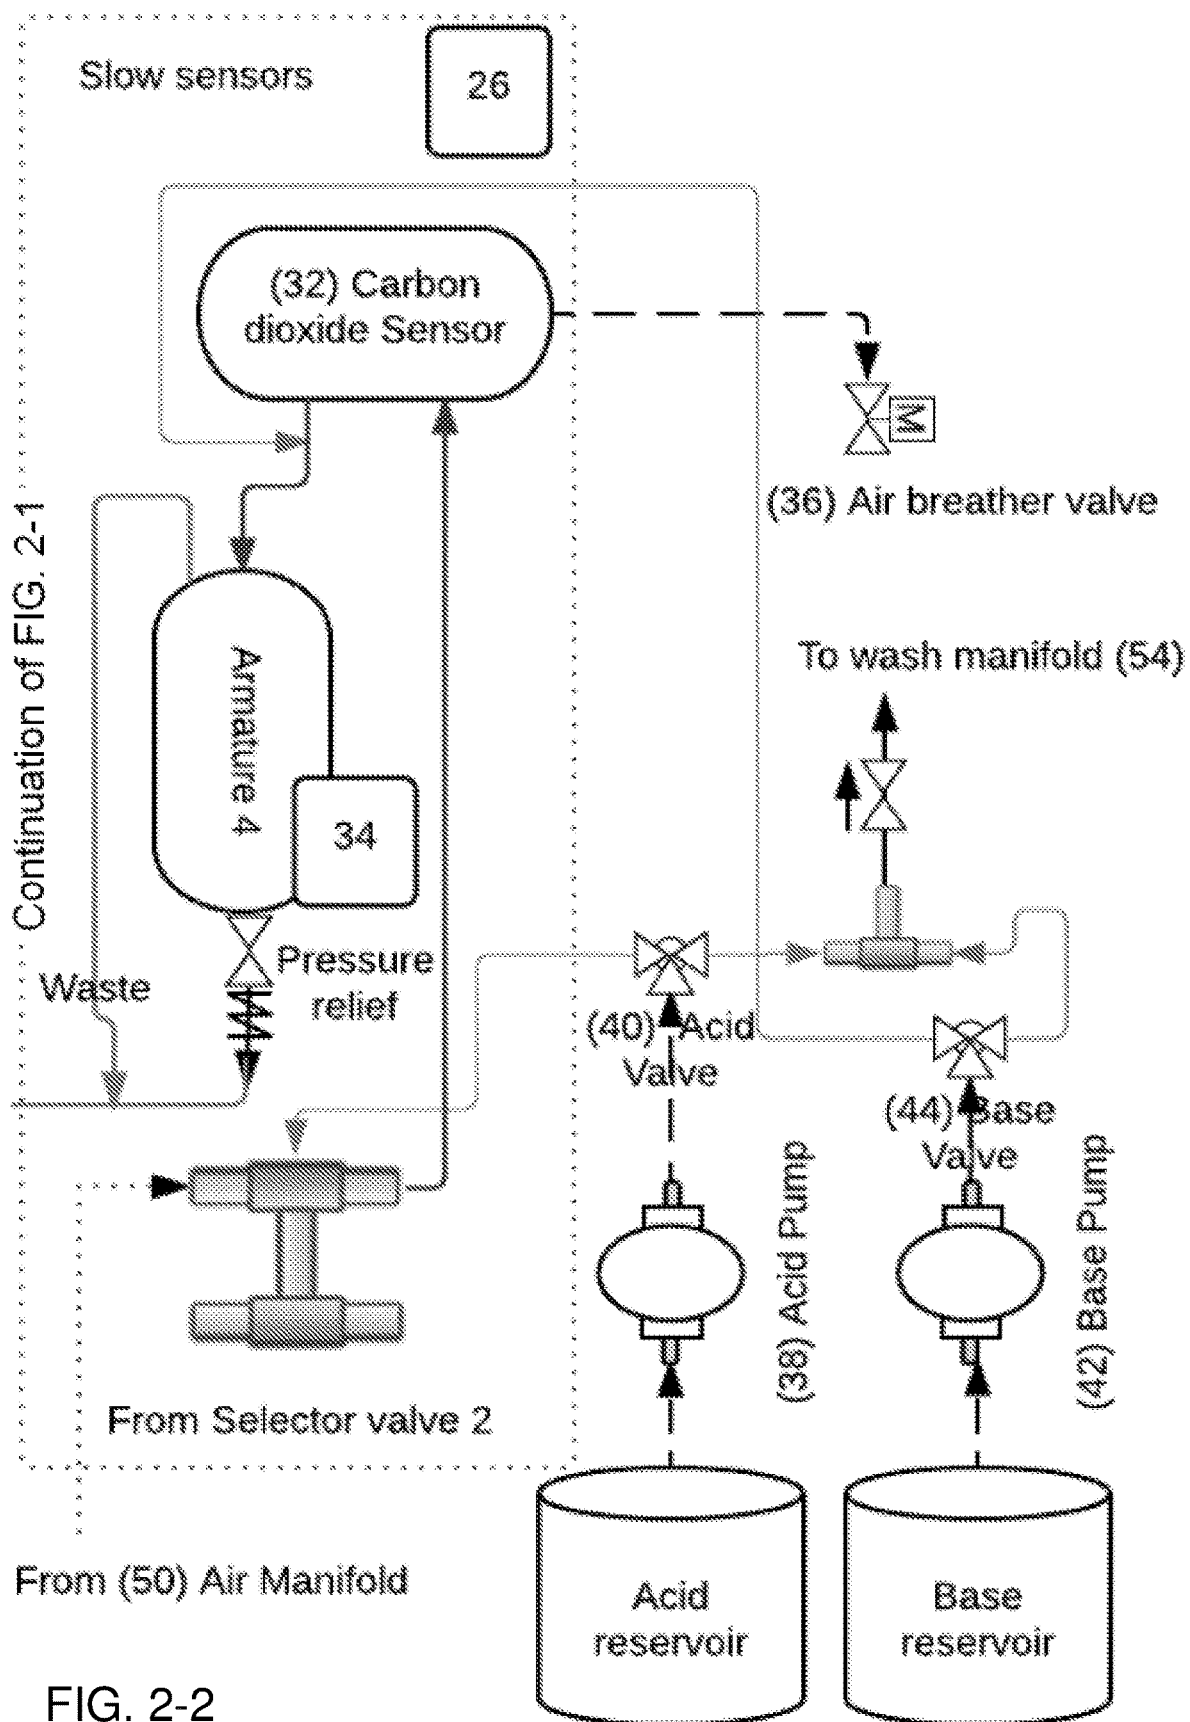 Slow sensors
26
(32) Carbon
dioxide Sensor
M
(36) Air breather valve
Continuation of FIG. 2-1
Armature 4
34
To wash manifold (54)
Pressure
relief
Waste
(40) Acid
Valve
(44) Base
Valve
(38) Acid Pump
(42) Base Pump
From Selector valve 2
From (50) Air Manifold
Acid
reservoir
Base
reservoir
FIG. 2-2